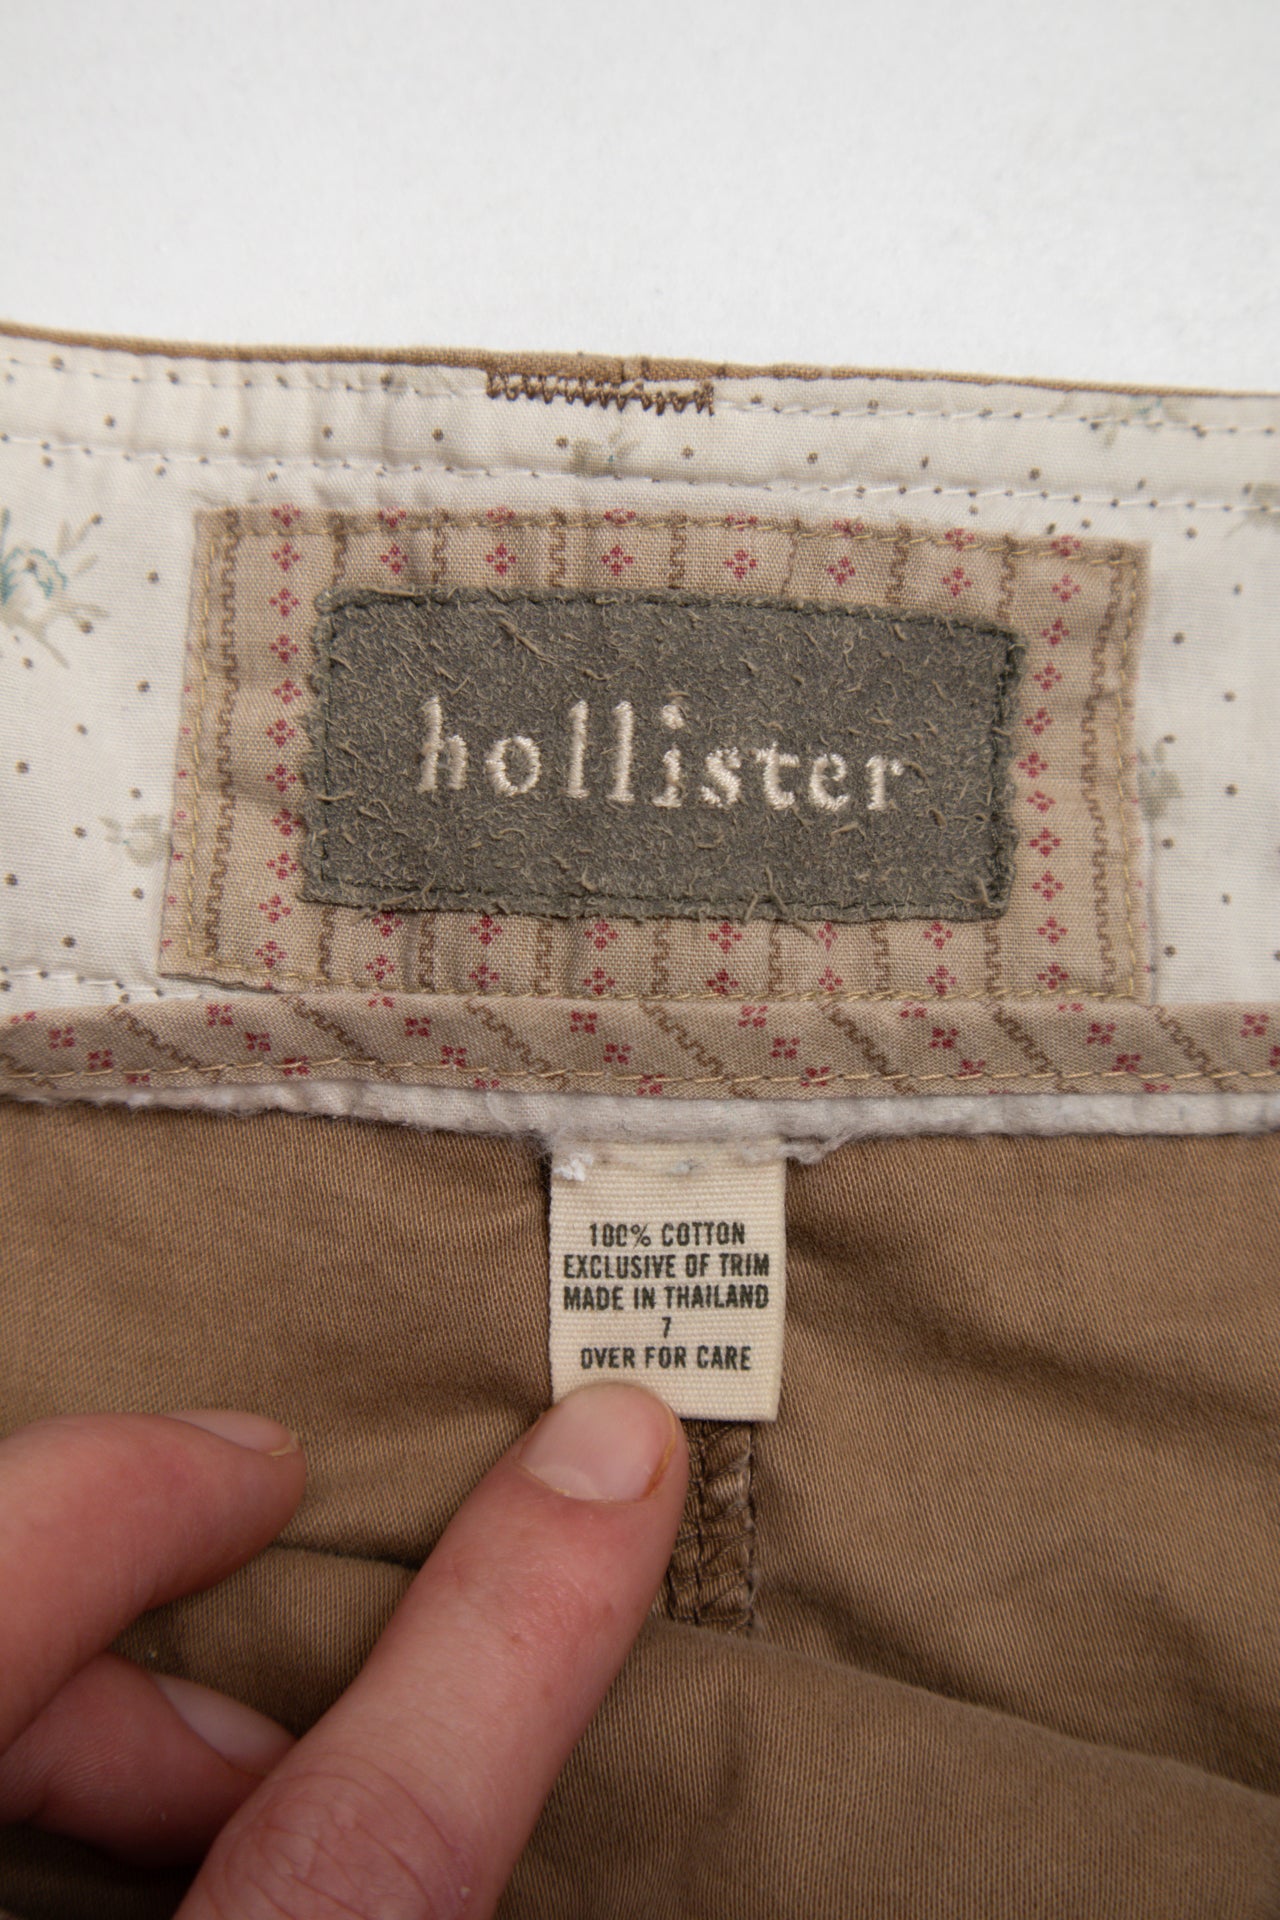 hollister
100% COTTON
EXCLUSIVE OF TRIM
MADE IN THAILAND
7
OVER FOR CARE